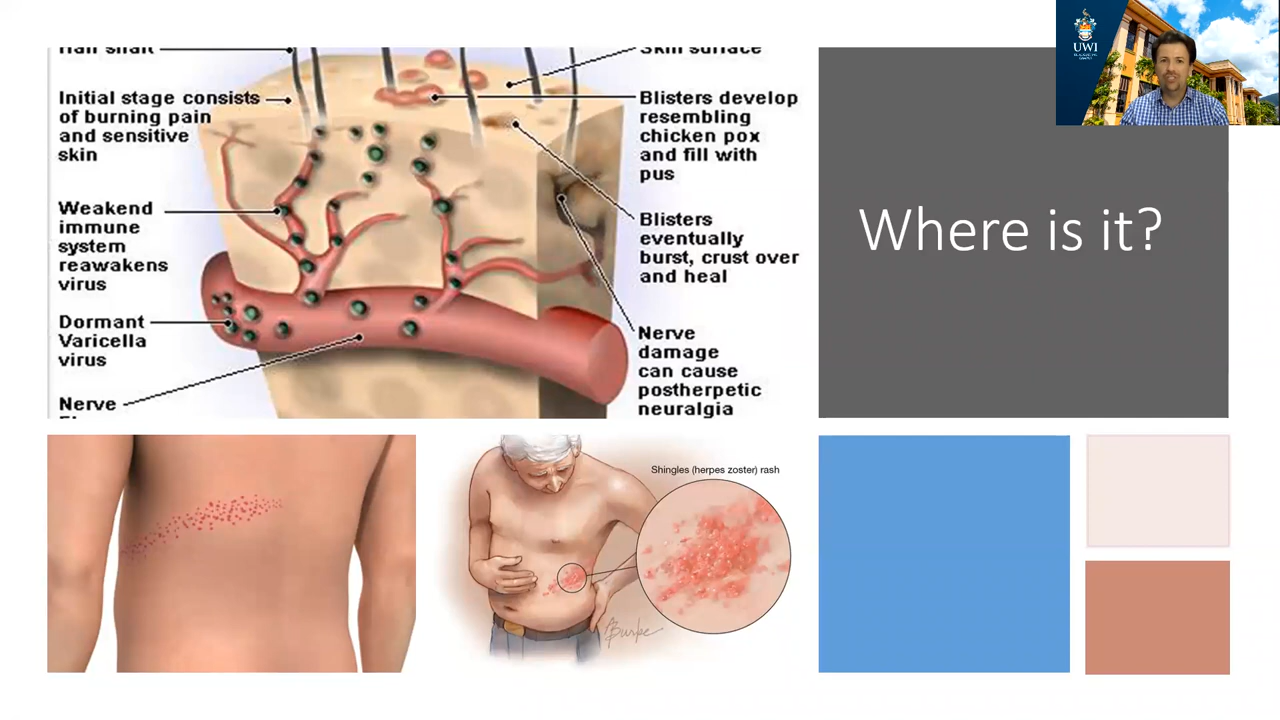 Hair shaft
Skin surface
Initial stage consists
of burning pain
and sensitive
skin
Weakend
immune
system
reawakens
virus
Dormant
Varicella
virus
Nerve
Blisters develop
resembling
chicken pox
and fill with
pus
Blisters
eventually
burst, crust over
and heal
Nerve
damage
can cause
postherpetic
neuralgia
Where is it?
UWI
Shingles (herpes zoster) rash
Burke